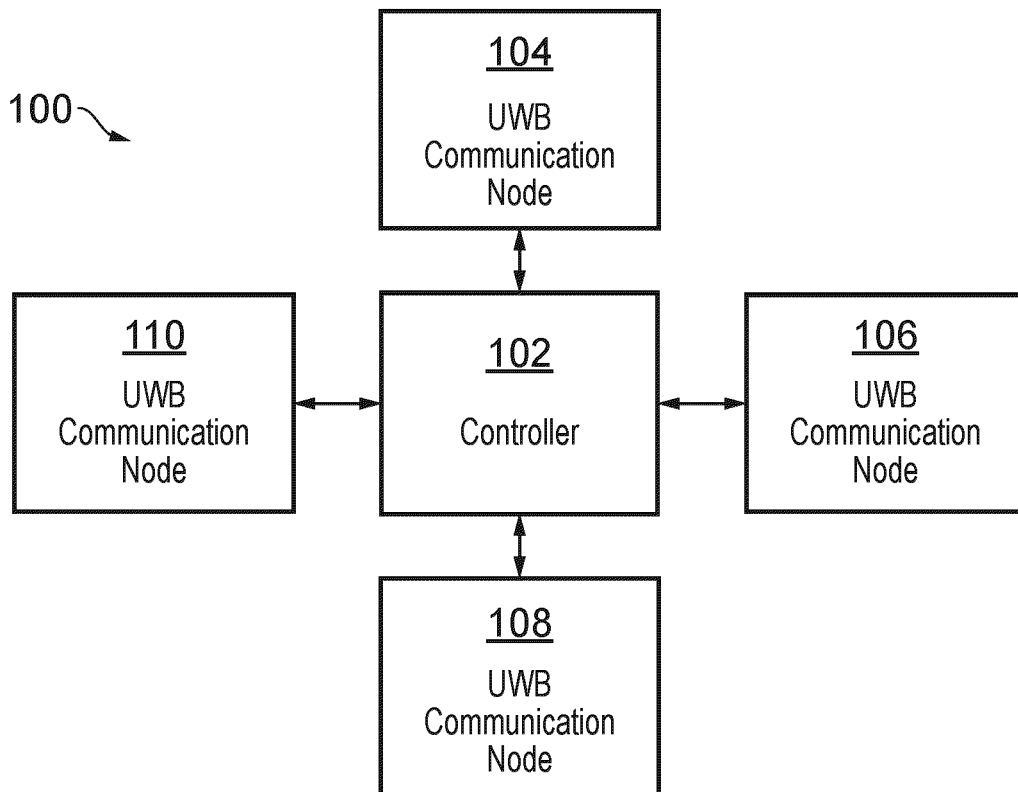 104
UWB
Communication
Node
100
110
UWB
Communication
Node
102
Controller
106
UWB
Communication
Node
108
UWB
Communication
Node